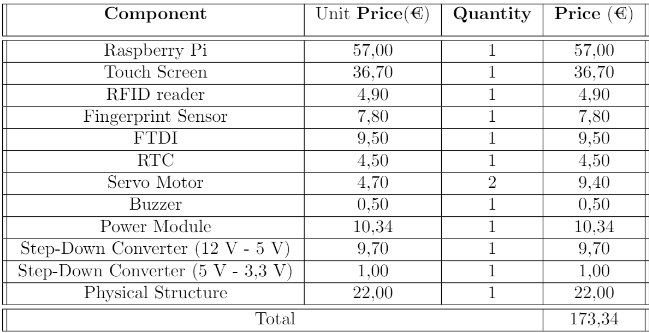 Component Unit Price(€) Quantity Price (€)
Raspberry Pi 57,00 1 57,00
Touch Screen 36,70 1 36,70
RFID reader 4,90 1 4,90
Fingerprint Sensor 7,80 1 7,80
FTDI 9,50 1 9,50
RTC 4,50 1 4,50
Servo Motor 4,70 2 9,40
Buzzer 0,50 1 0,50
Power Module 10,34 1 10,34
Step-Down Converter (12 V - 5 V) 9,70 1 9,70
Step-Down Converter (5 V - 3,3 V) 1,00 1 1,00
Physical Structure 22,00 1 22,00
Total 173,34